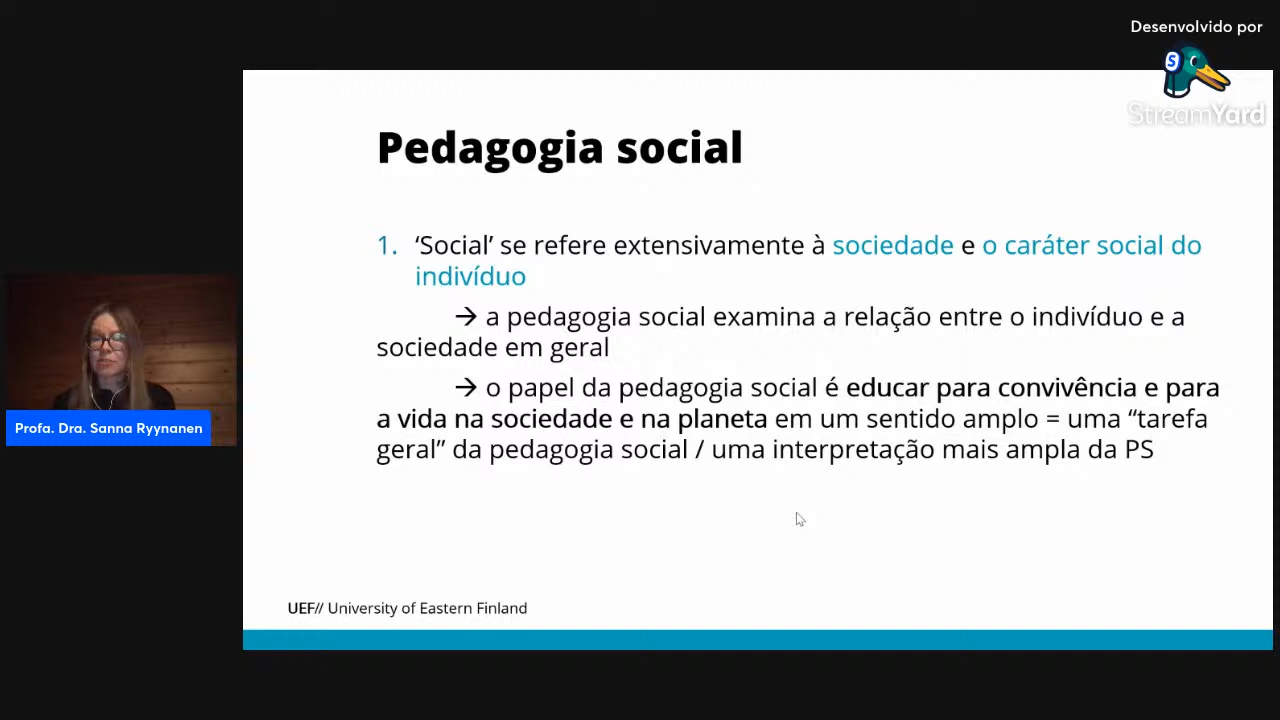 Desenvolvido por
S
StreamYard
Pedagogia social
1. ‘Social’ se refere extensivamente à sociedade e o caráter social do
indivíduo
→ a pedagogia social examina a relação entre o indivíduo e a
sociedade em geral
→ o papel da pedagogia social é educar para convivência e para
a vida na sociedade e na planeta em um sentido amplo = uma “tarefa
geral” da pedagogia social / uma interpretação mais ampla da PS
Profa. Dra. Sanna Ryynanen
UEF// University of Eastern Finland